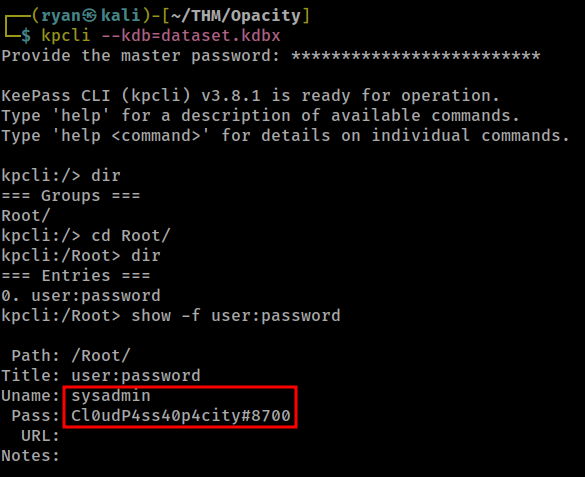 ┌──(ryan㉿kali)-[~/THM/Opacity]
└─$ kpcli --kdb=dataset.kdbx
Provide the master password: *************************

KeePass CLI (kpcli) v3.8.1 is ready for operation.
Type 'help' for a description of available commands.
Type 'help <command>' for details on individual commands.

kpcli:/> dir
=== Groups ===
Root/
kpcli:/> cd Root/
kpcli:/Root> dir
=== Entries ===
0. user:password
kpcli:/Root> show -f user:password

 Path: /Root/
Title: user:password
Uname: sysadmin
 Pass: Cl0udP4ss40p4city#8700
  URL:
Notes: